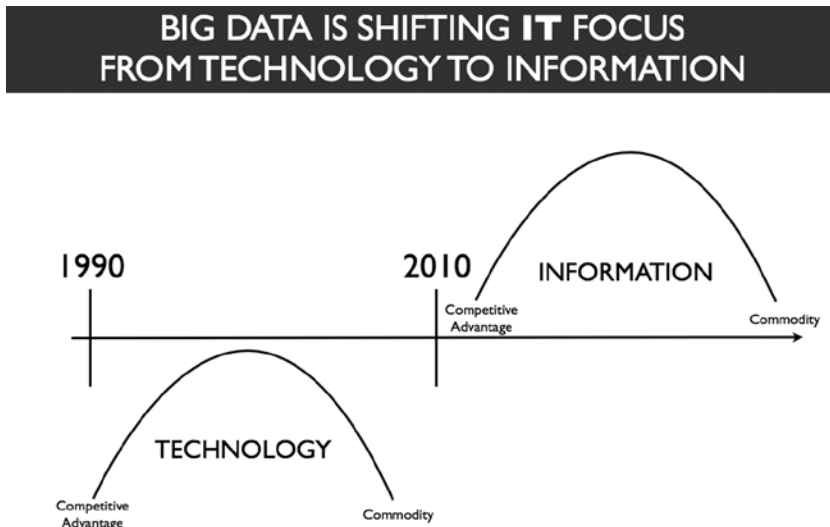 BIG DATA IS SHIFTING IT FOCUS
FROM TECHNOLOGY TO INFORMATION
1990
2010
INFORMATION
Competitive
Advantage
Commodity
TECHNOLOGY
Competitive
Advantage
Commodity